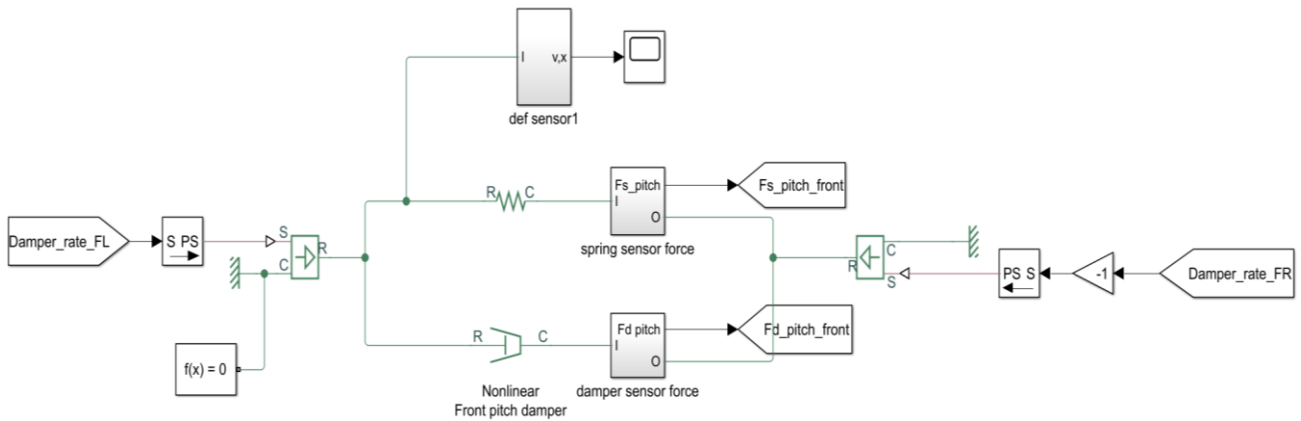 I
v,x
def sensor1
R
C
Fs_pitch
I
O
spring sensor force
Fs_pitch_front
Damper_rate_FL
S PS
S
C
R
C
R
S
PS S
-1
Damper_rate_FR
f(x) = 0
R
C
Fd pitch
I
O
damper sensor force
Fd_pitch_front
Nonlinear
Front pitch damper